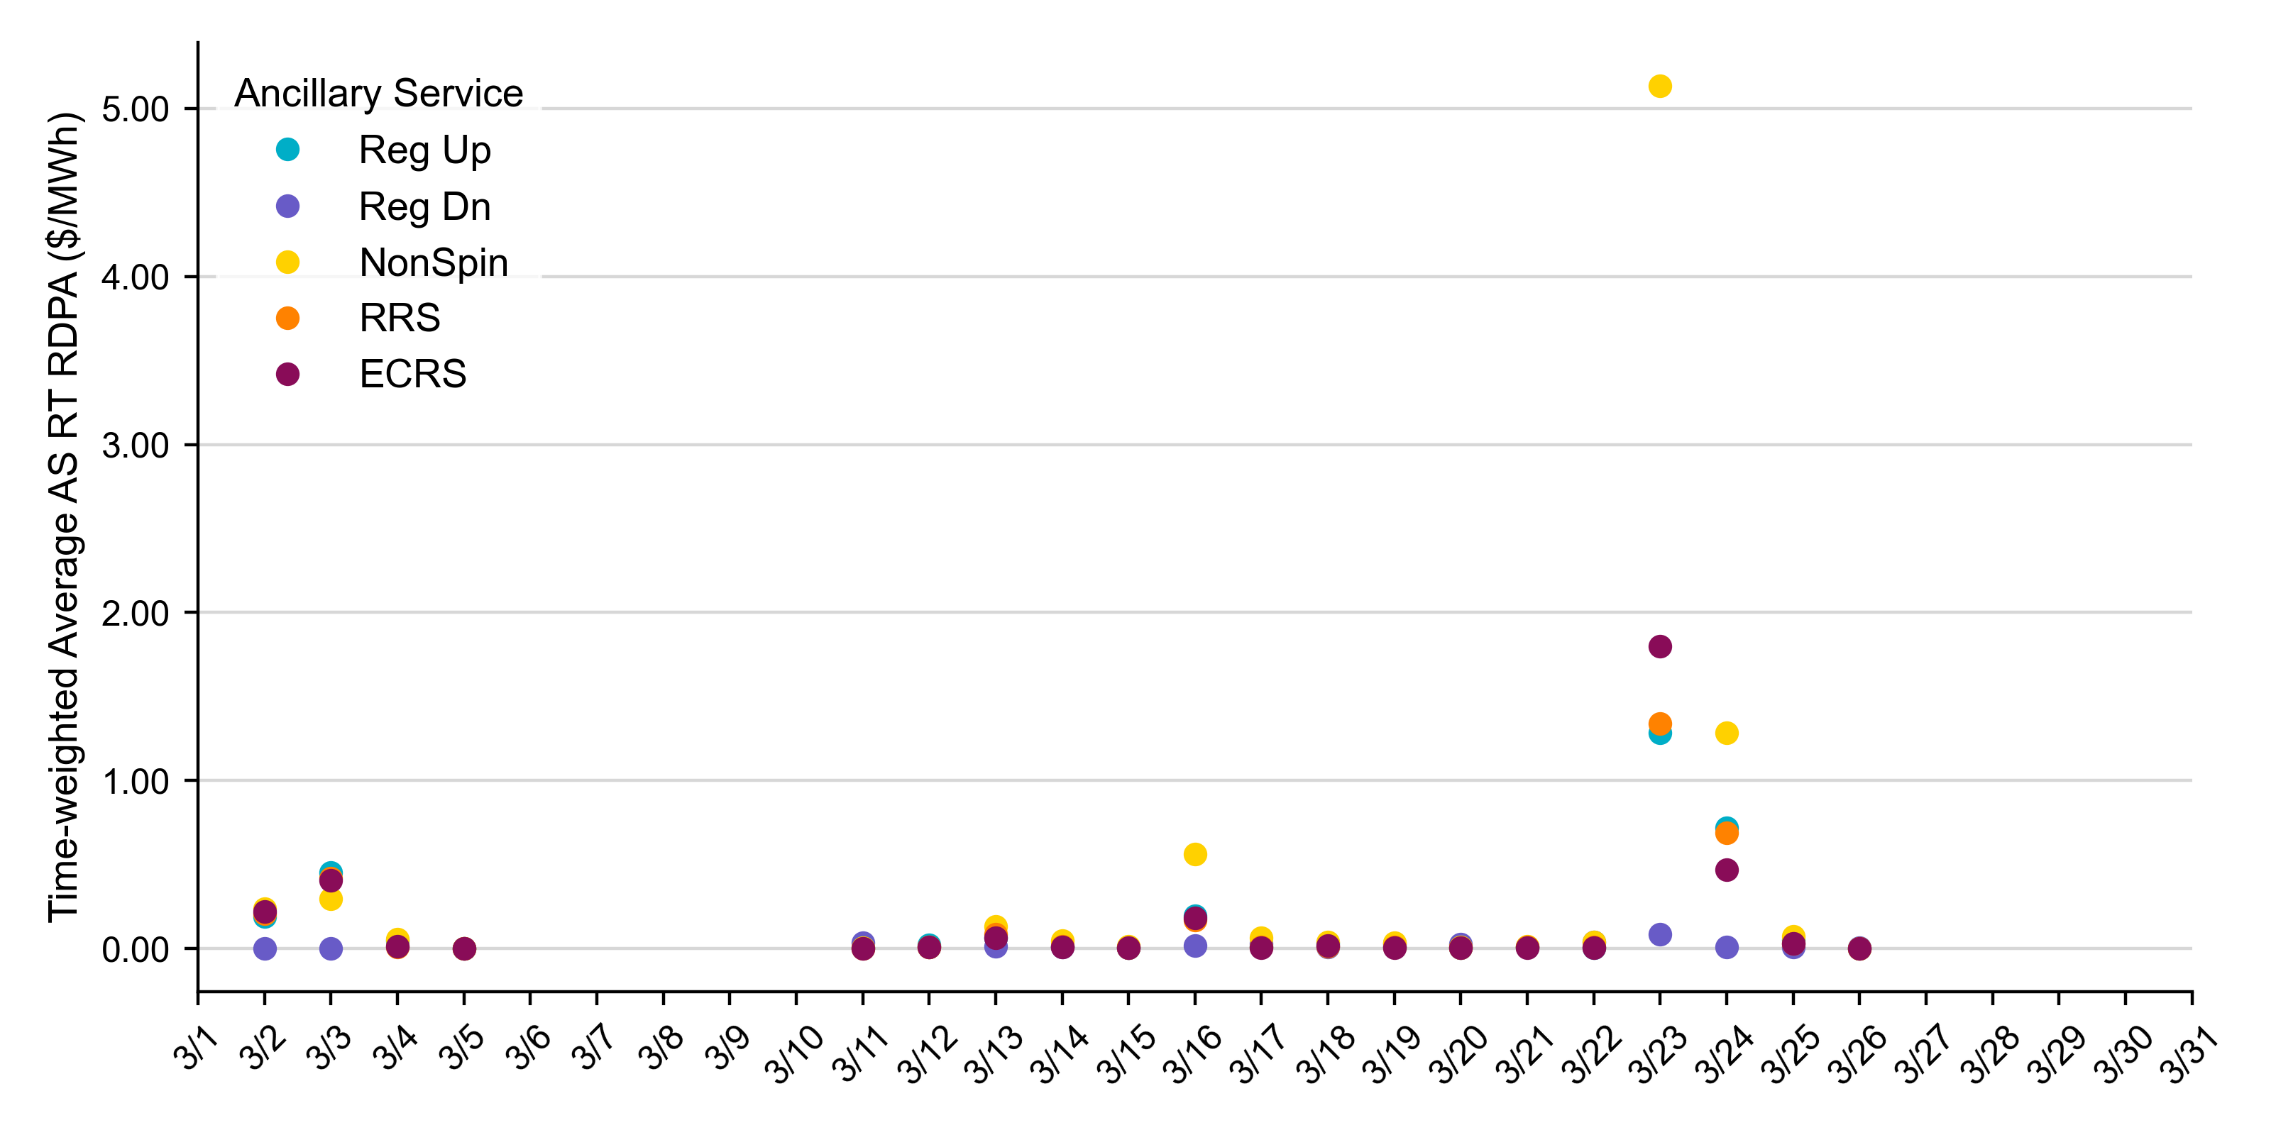 Time-weighted Average AS RT RDPA ($/MWh)
Ancillary Service
Reg Up
Reg Dn
NonSpin
RRS
ECRS
5.00
4.00
3.00
2.00
1.00
0.00
3/1 3/2 3/3 3/4 3/5 3/6 3/7 3/8 3/9 3/10 3/11 3/12 3/13 3/14 3/15 3/16 3/17 3/18 3/19 3/20 3/21 3/22 3/23 3/24 3/25 3/26 3/27 3/28 3/29 3/30 3/31